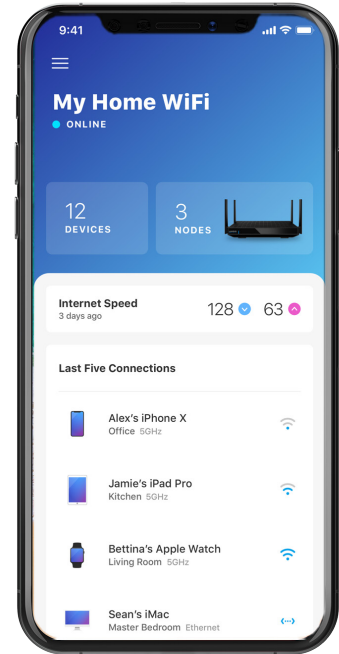 9:41
My Home WiFi
ONLINE
12
DEVICES
3
NODES
Internet Speed
3 days ago
128
63
Last Five Connections
Alex's iPhone X
Office 5GHz
Jamie's iPad Pro
Kitchen 5GHz
Bettina's Apple Watch
Living Room 5GHz
Sean's iMac
Master Bedroom Ethernet